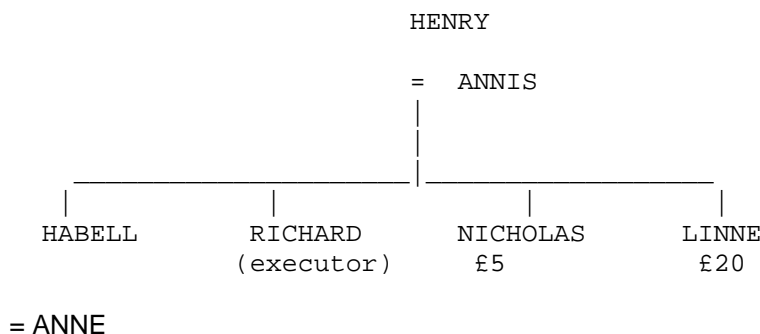 HENRY
= ANNIS
HABELL RICHARD NICHOLAS LINNE
(executor) £5 £20
= ANNE